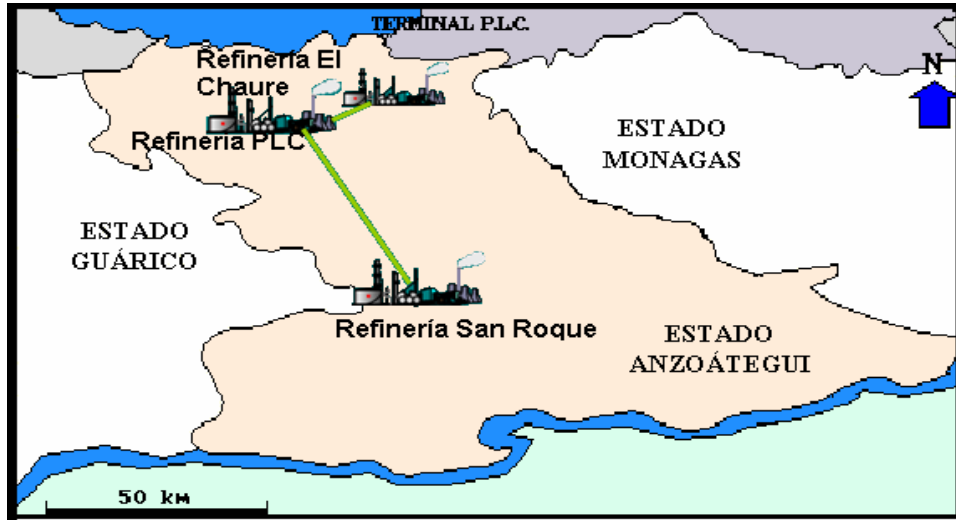 TERMINAL P.L.C.
Refinería El
Chaure
N
Refinería PLC
ESTADO
MONAGAS
ESTADO
GUÁRICO
Refinería San Roque
ESTADO
ANZOÁTEGUI
50 km